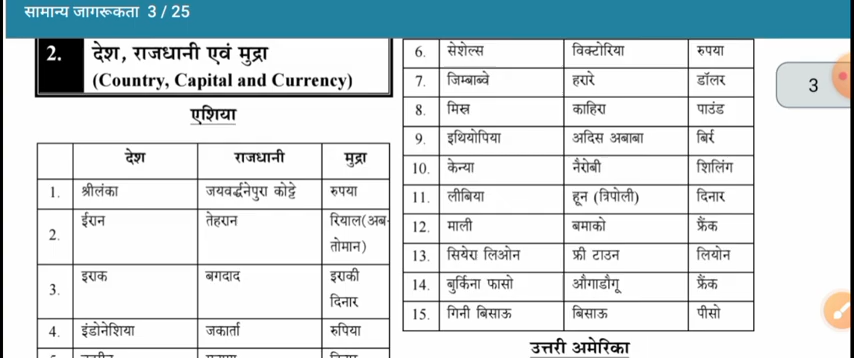 सामान्य जागरूकता 3 / 25
2. देश, राजधानी एवं मुद्रा
(Country, Capital and Currency)
एशिया
देश राजधानी मुद्रा
1. श्रीलंका जयवर्द्धनेपुरा कोट्टे रुपया
2. ईरान तेहरान रियाल(अब-
तोमान)
3. इराक बगदाद इराकी
दिनार
4. इंडोनेशिया जकार्ता रुपिया
6. सेशेल्स विक्टोरिया रुपया
7. जिम्बाब्वे हरारे डॉलर
8. मिस्र काहिरा पाउंड
9. इथियोपिया अदिस अबाबा बिर्र
10. केन्या नैरोबी शिलिंग
11. लीबिया हून (त्रिपोली) दिनार
12. माली बमाको फ्रैंक
13. सियेरा लिओन फ्री टाउन लियोन
14. बुर्किना फासो औगाडौगू फ्रैंक
15. गिनी बिसाऊ बिसाऊ पीसो
उत्तरी अमेरिका
3